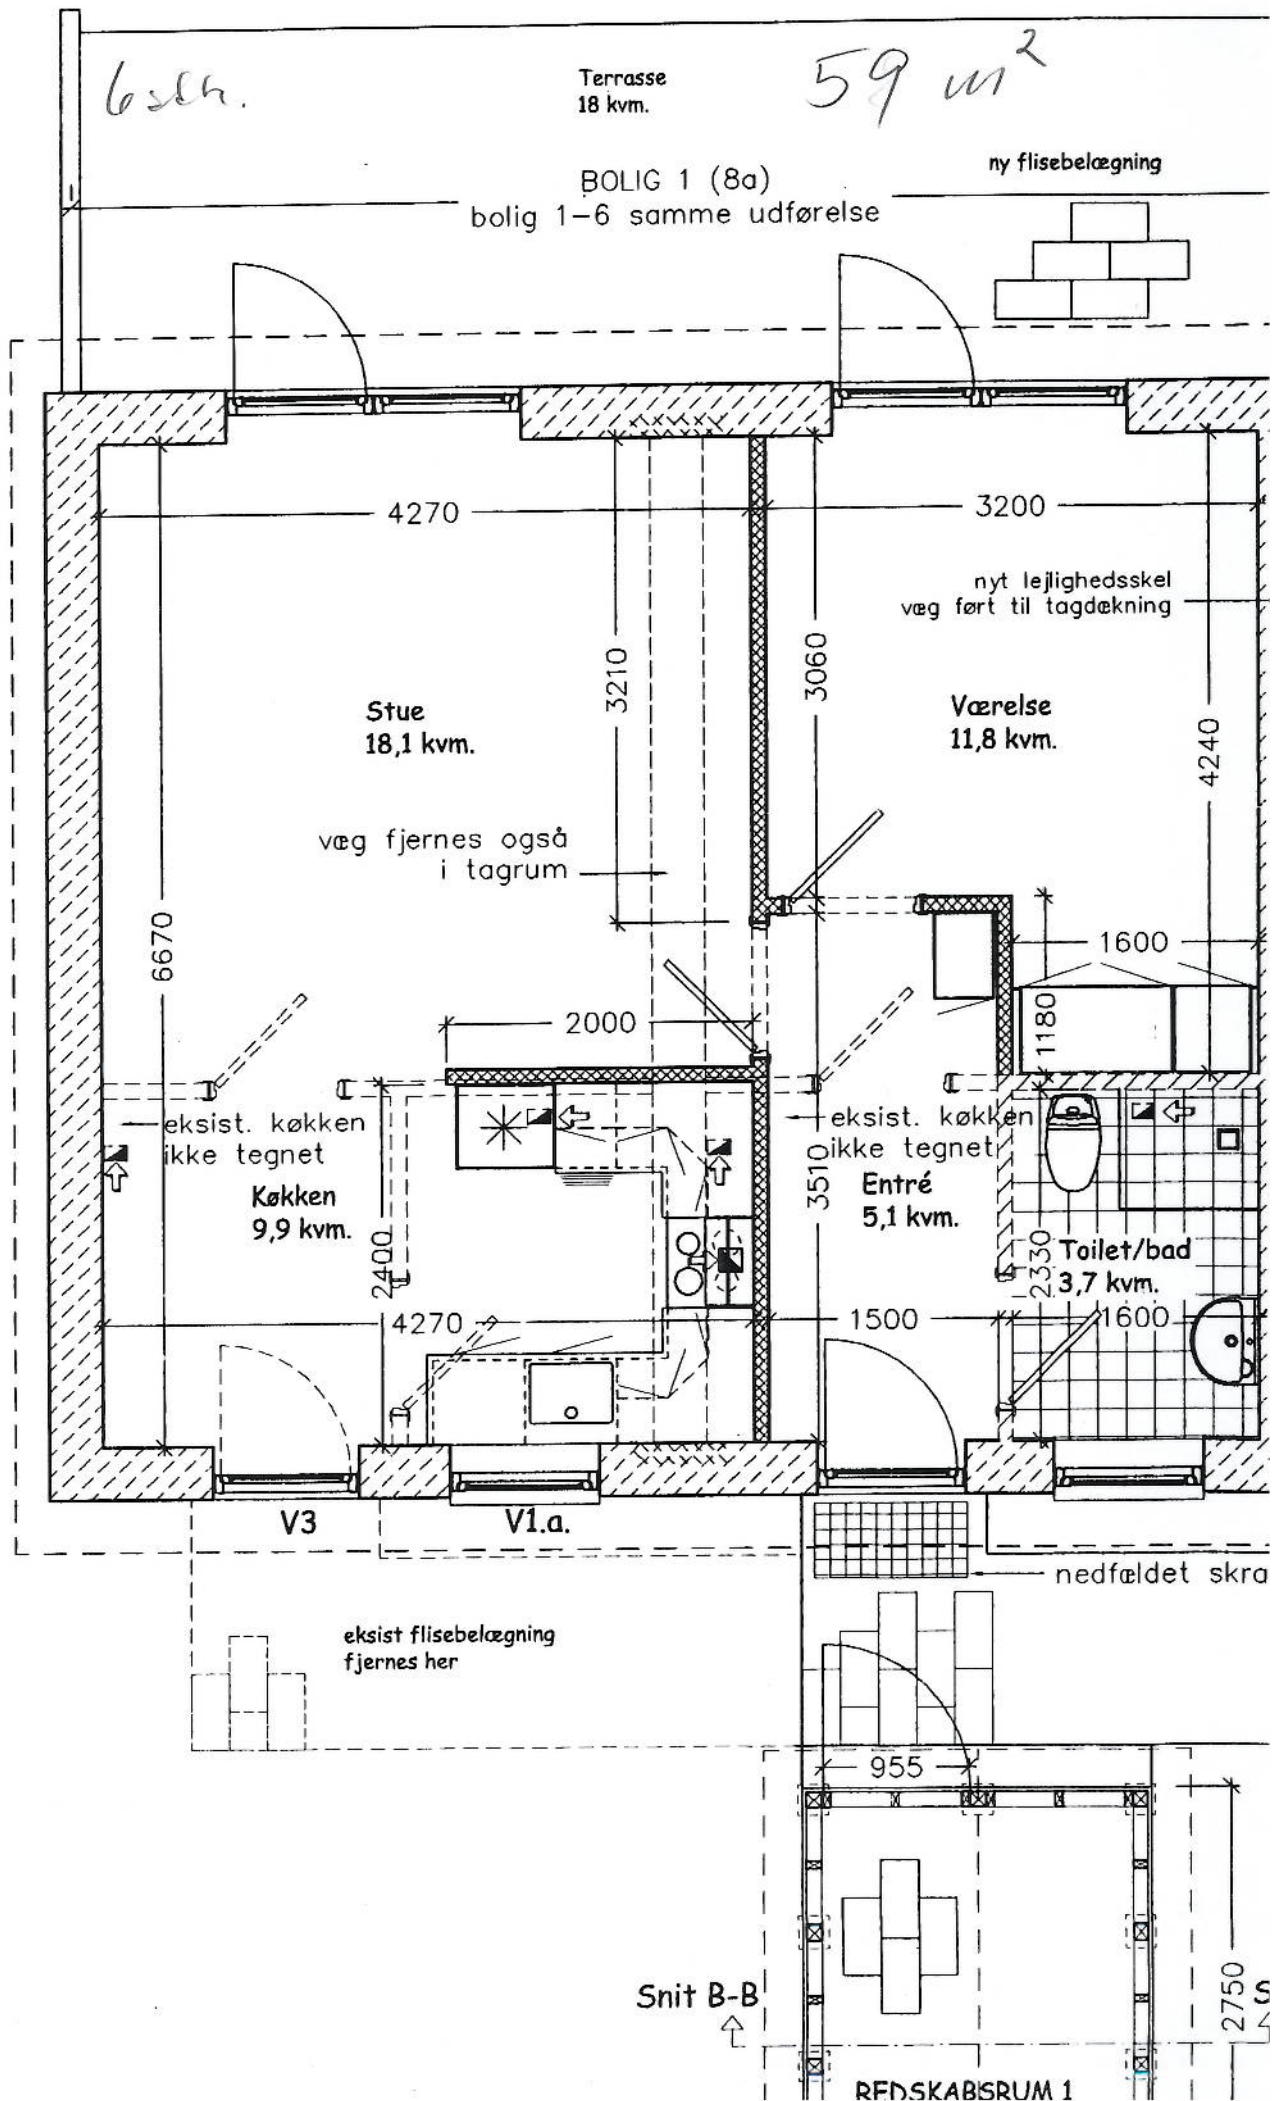 6 stk.
59 m²
Terrasse
18 kvm.
ny flisebelægning
BOLIG 1 (8a)
bolig 1-6 samme udførelse
4270
3200
nyt lejlighedsskel
væg ført til tagdækning
3210
3060
4240
Stue
18,1 kvm.
Værelse
11,8 kvm.
væg fjernes også
i tagrum
6670
1600
2000
1180
eksist. køkken
ikke tegnet
eksist. køkken
ikke tegnet
Køkken
9,9 kvm.
2400
3510
Entré
5,1 kvm.
2330
Toilet/bad
3,7 kvm.
4270
1500
1600
V3
V1.a.
nedfældet skra
eksist flisebelægning
fjernes her
955
2750
Snit B-B
S
REDSKABSRUM 1